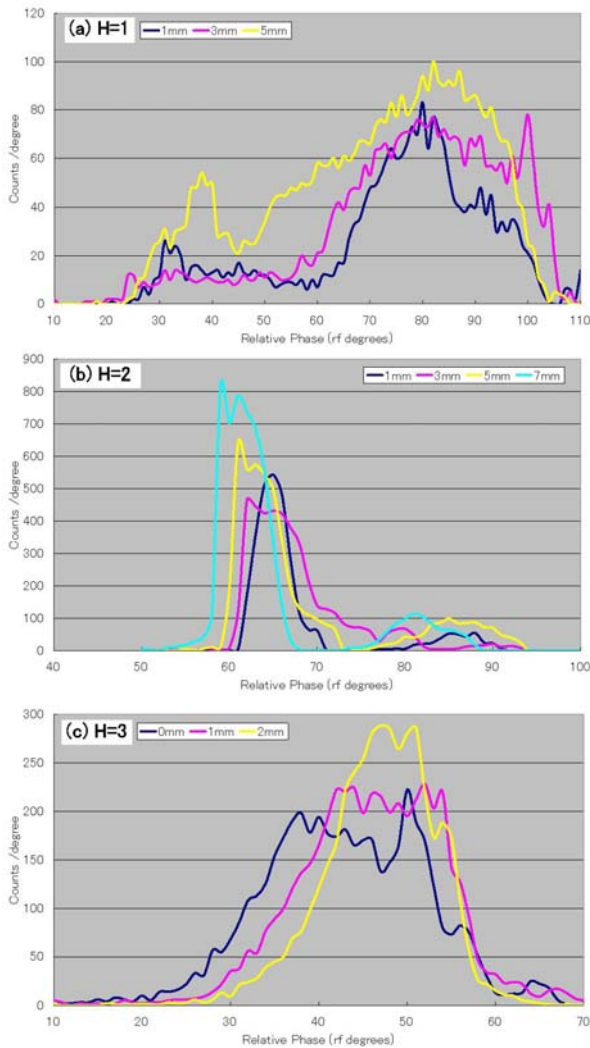 (a) H=1
1mm 3mm 5mm
120
100
80
60
40
20
0
Counts /degree
10 20 30 40 50 60 70 80 90 100 110
Relative Phase (rf degrees)
(b) H=2
1mm 3mm 5mm 7mm
900
800
700
600
500
400
300
200
100
0
Counts /degree
40 50 60 70 80 90 100
Relative Phase (rf degrees)
(c) H=3
0mm 1mm 2mm
300
250
200
150
100
50
0
Counts /degree
10 20 30 40 50 60 70
Relative Phase (rf degrees)